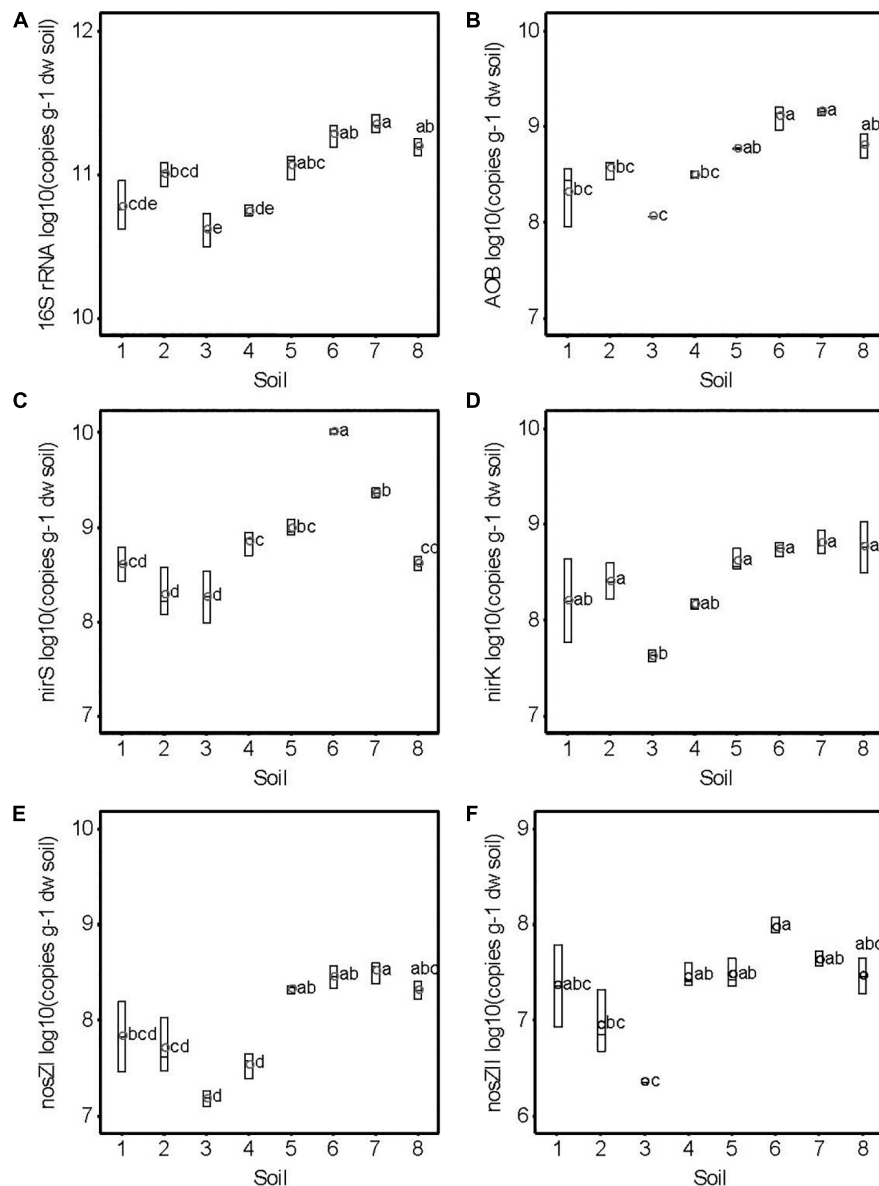 A
16S rRNA log10(copies g-1 dw soil)
12
11
10
cde
bcd
e
de
abc
ab
a
ab
1 2 3 4 5 6 7 8
Soil
B
AOB log10(copies g-1 dw soil)
10
9
8
7
bc
bc
c
bc
ab
a
a
ab
1 2 3 4 5 6 7 8
Soil
C
nirS log10(copies g-1 dw soil)
10
9
8
7
cd
d
d
c
bc
a
b
1 2 3 4 5 6 7 8
Soil
D
nirK log10(copies g-1 dw soil)
10
9
8
7
ab
a
b
ab
a
a
a
a
1 2 3 4 5 6 7 8
Soil
E
nosZI log10(copies g-1 dw soil)
10
9
8
7
bcd
cd
d
d
ab
ab
a
abc
1 2 3 4 5 6 7 8
Soil
F
nosZII log10(copies g-1 dw soil)
9
8
7
6
abc
bc
c
ab
ab
a
ab
abc
1 2 3 4 5 6 7 8
Soil